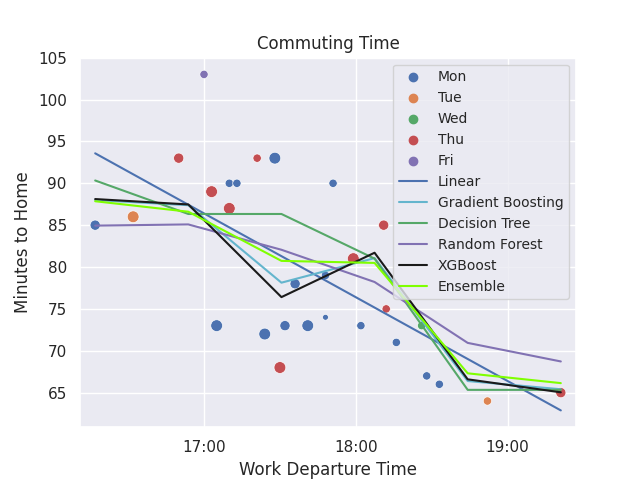 Commuting Time
Minutes to Home
105
100
95
90
85
80
75
70
65
Mon
Tue
Wed
Thu
Fri
Linear
Gradient Boosting
Decision Tree
Random Forest
XGBoost
Ensemble
17:00 18:00 19:00
Work Departure Time